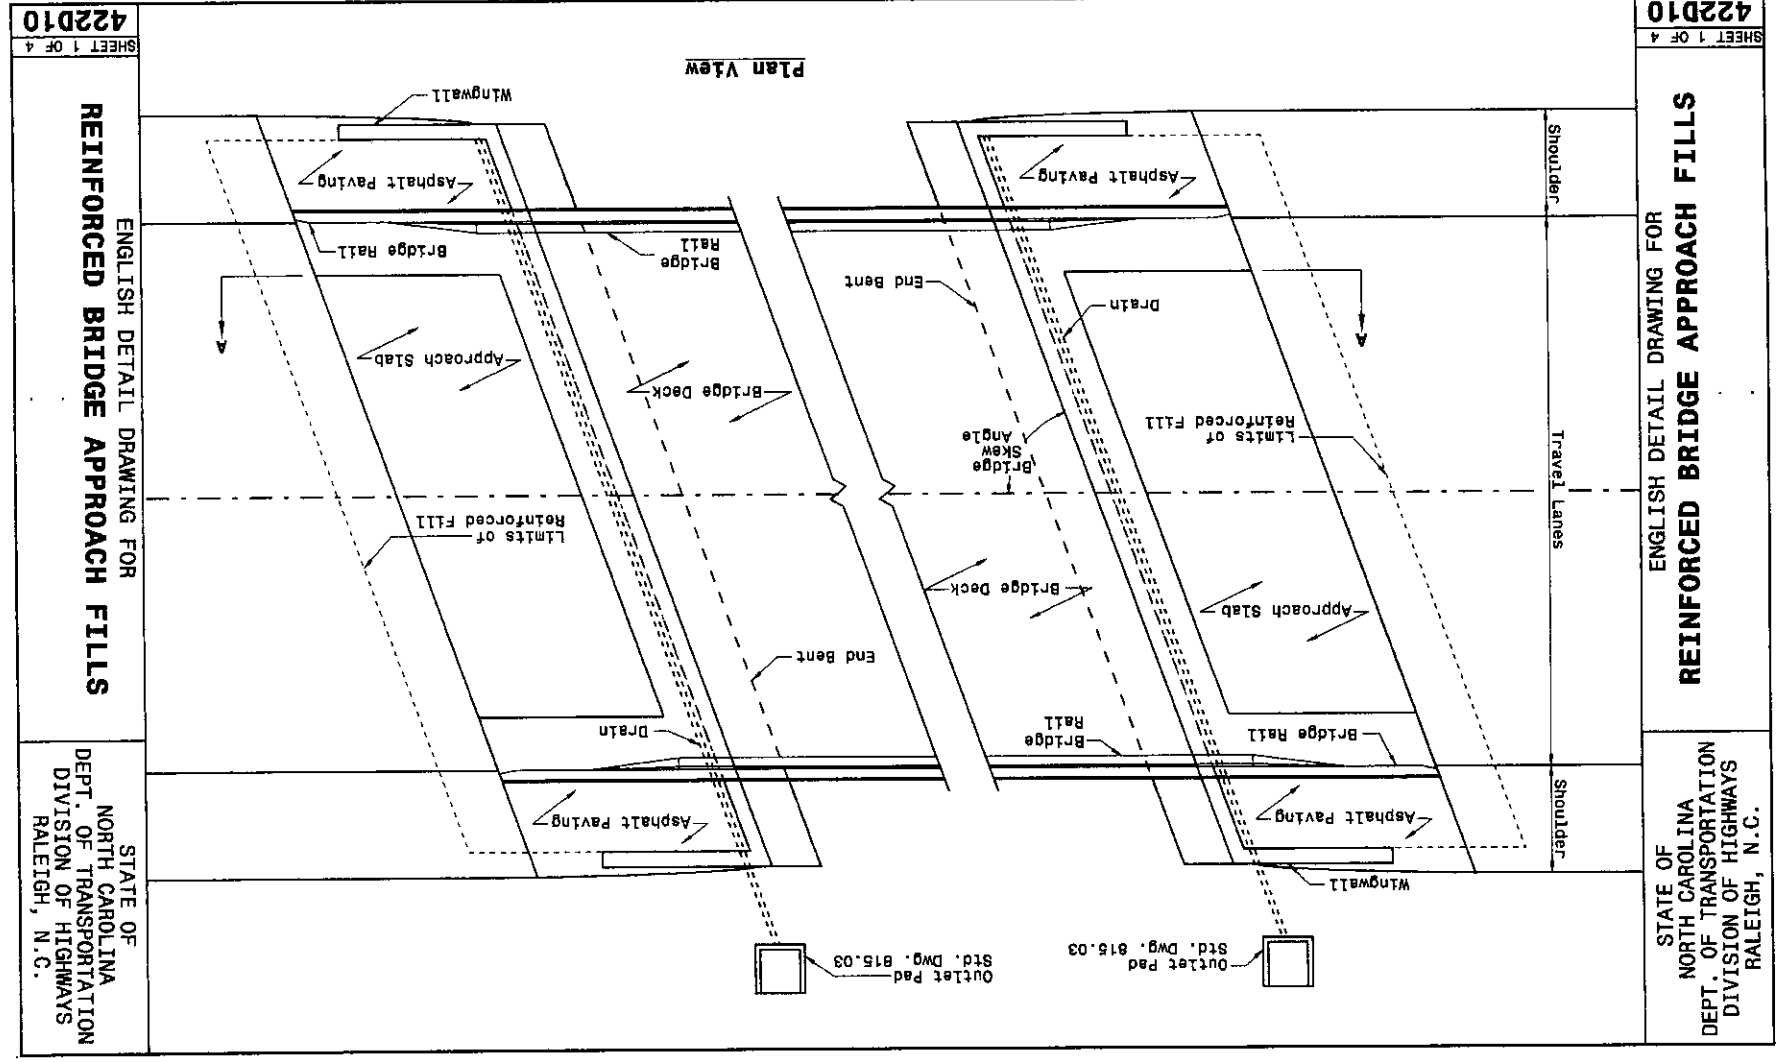 STATE OF
NORTH CAROLINA
DEPT. OF TRANSPORTATION
DIVISION OF HIGHWAYS
RALEIGH, N.C.
ENGLISH DETAIL DRAWING FOR
REINFORCED BRIDGE APPROACH FILLS
SHEET 1 OF 4
422D10
Outlet Pad
Std. Dwg. 815.03
Outlet Pad
Std. Dwg. 815.03
Wingwall
Shoulder
Asphalt Paving
Asphalt Paving
Bridge Rail
Bridge
Rail
Drain
End Bent
Approach Slab
Bridge Deck
Bridge Deck
Travel Lanes
Limits of
Reinforced Fill
Bridge
Skew
Angle
Limits of
Reinforced Fill
Drain
End Bent
Approach Slab
A
A
Bridge
Rail
Bridge Rail
Shoulder
Asphalt Paving
Asphalt Paving
Wingwall
Plan View
STATE OF
NORTH CAROLINA
DEPT. OF TRANSPORTATION
DIVISION OF HIGHWAYS
RALEIGH, N.C.
ENGLISH DETAIL DRAWING FOR
REINFORCED BRIDGE APPROACH FILLS
SHEET 1 OF 4
422D10